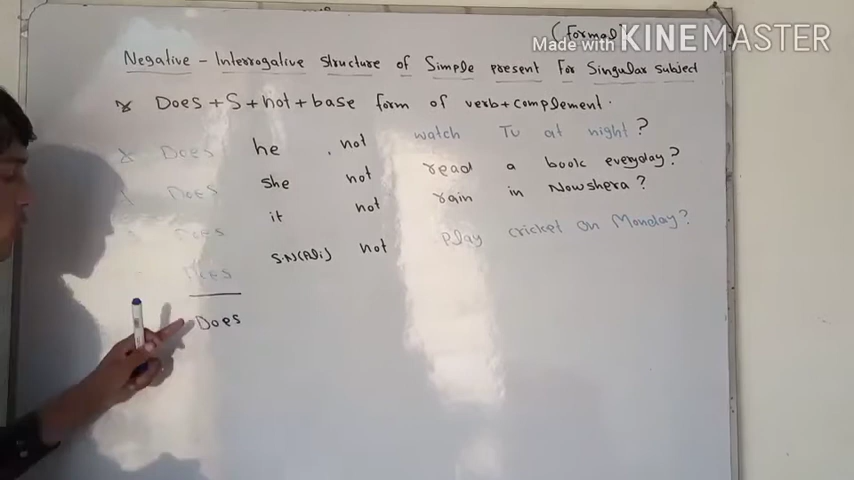 (Formal)
Made with KINEMASTER
Negative - Interrogative structure of Simple present For Singular subject
Does + S + not + base form of verb + complement.
Does he not watch TV at night?
Does she not read a book everyday?
Does it not rain in Nowshera?
Does S.N(Ali) not play cricket on Monday?
Does